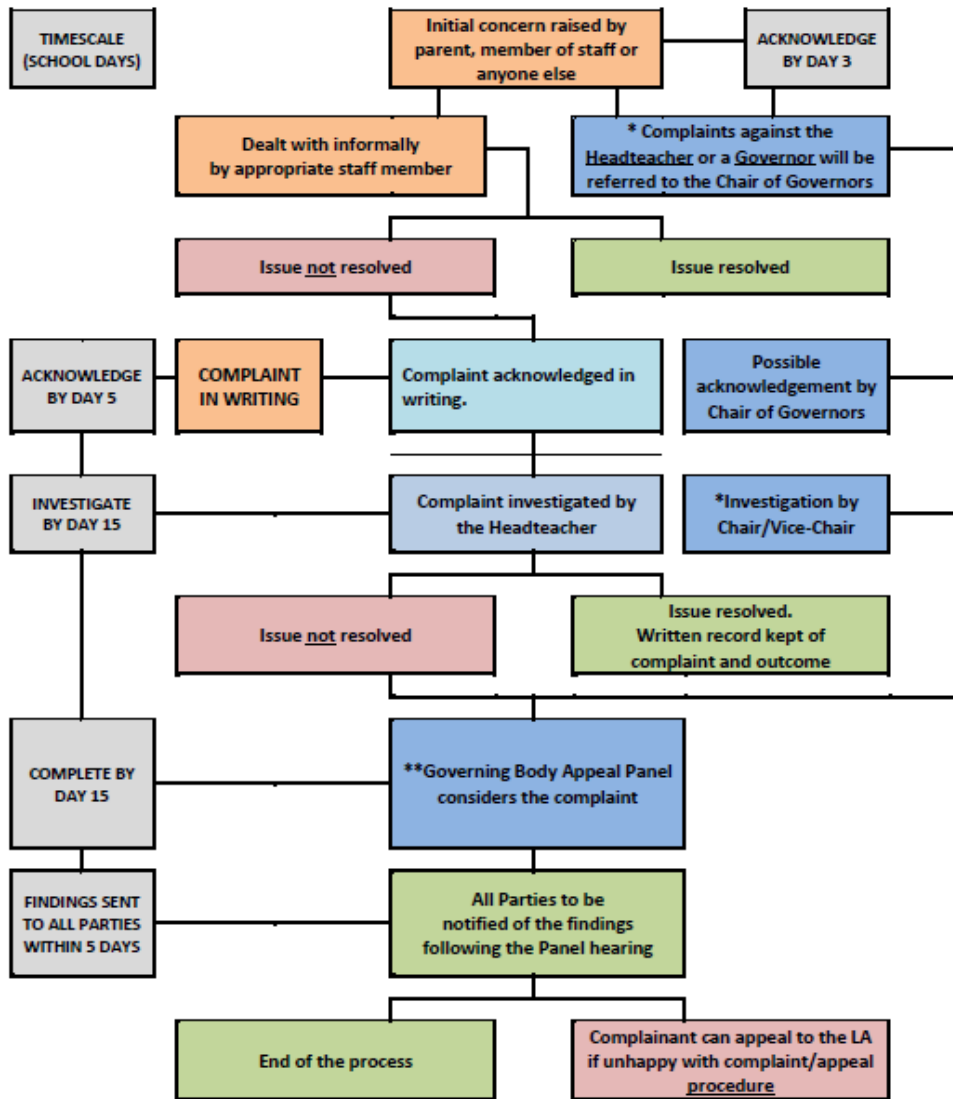 TIMESCALE
(SCHOOL DAYS)
Initial concern raised by
parent, member of staff or
anyone else
ACKNOWLEDGE
BY DAY 3
Dealt with informally
by appropriate staff member
* Complaints against the
Headteacher or a Governor will be
referred to the Chair of Governors
Issue not resolved
Issue resolved
ACKNOWLEDGE
BY DAY 5
COMPLAINT
IN WRITING
Complaint acknowledged in
writing.
Possible
acknowledgement by
Chair of Governors
INVESTIGATE
BY DAY 15
Complaint investigated by
the Headteacher
*Investigation by
Chair/Vice-Chair
Issue not resolved
Issue resolved.
Written record kept of
complaint and outcome
COMPLETE BY
DAY 15
**Governing Body Appeal Panel
considers the complaint
FINDINGS SENT
TO ALL PARTIES
WITHIN 5 DAYS
All Parties to be
notified of the findings
following the Panel hearing
End of the process
Complainant can appeal to the LA
if unhappy with complaint/appeal
procedure